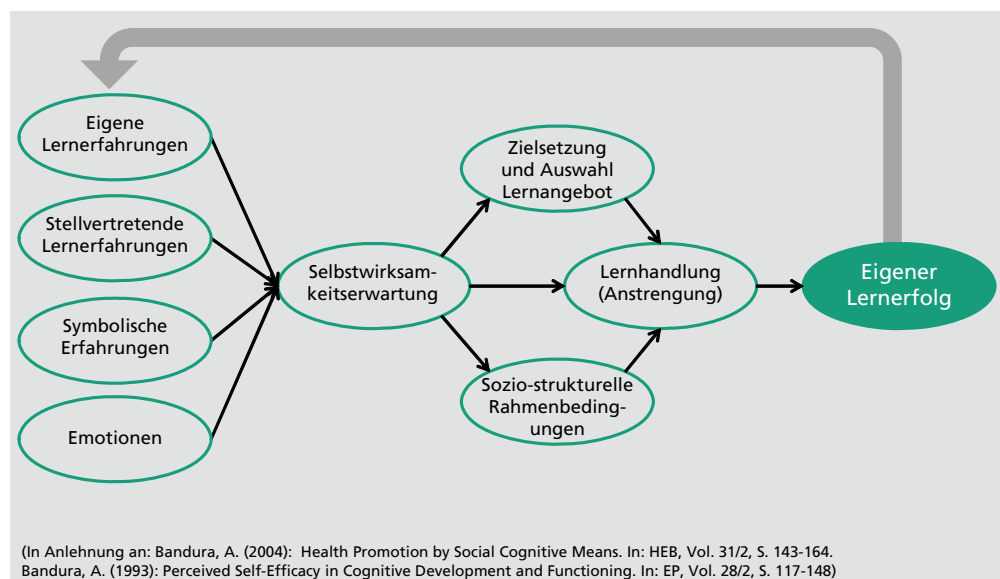 Eigene
Lernerfahrungen
Stellvertretende
Lernerfahrungen
Symbolische
Erfahrungen
Emotionen
Selbstwirksam-
keitserwartung
Zielsetzung
und Auswahl
Lernangebot
Lernhandlung
(Anstrengung)
Sozio-strukturelle
Rahmenbeding-
ungen
Eigener
Lernerfolg
(In Anlehnung an: Bandura, A. (2004): Health Promotion by Social Cognitive Means. In: HEB, Vol. 31/2, S. 143-164.
Bandura, A. (1993): Perceived Self-Efficacy in Cognitive Development and Functioning. In: EP, Vol. 28/2, S. 117-148)